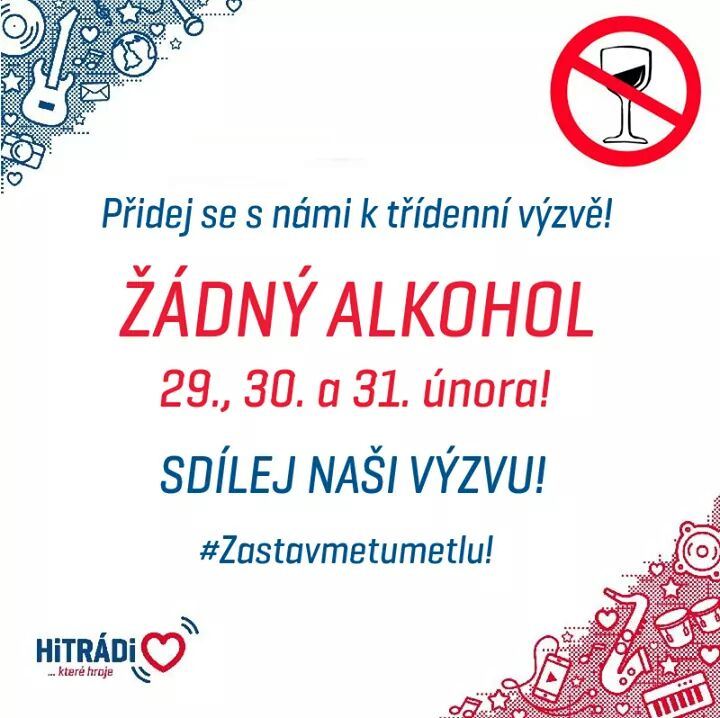 Přidej se s námi k třídenní výzvě!
ŽÁDNÝ ALKOHOL
29., 30. a 31. února!
SDÍLEJ NAŠI VÝZVU!
#Zastavmetumetlu!
HiTRÁDi
... které hraje